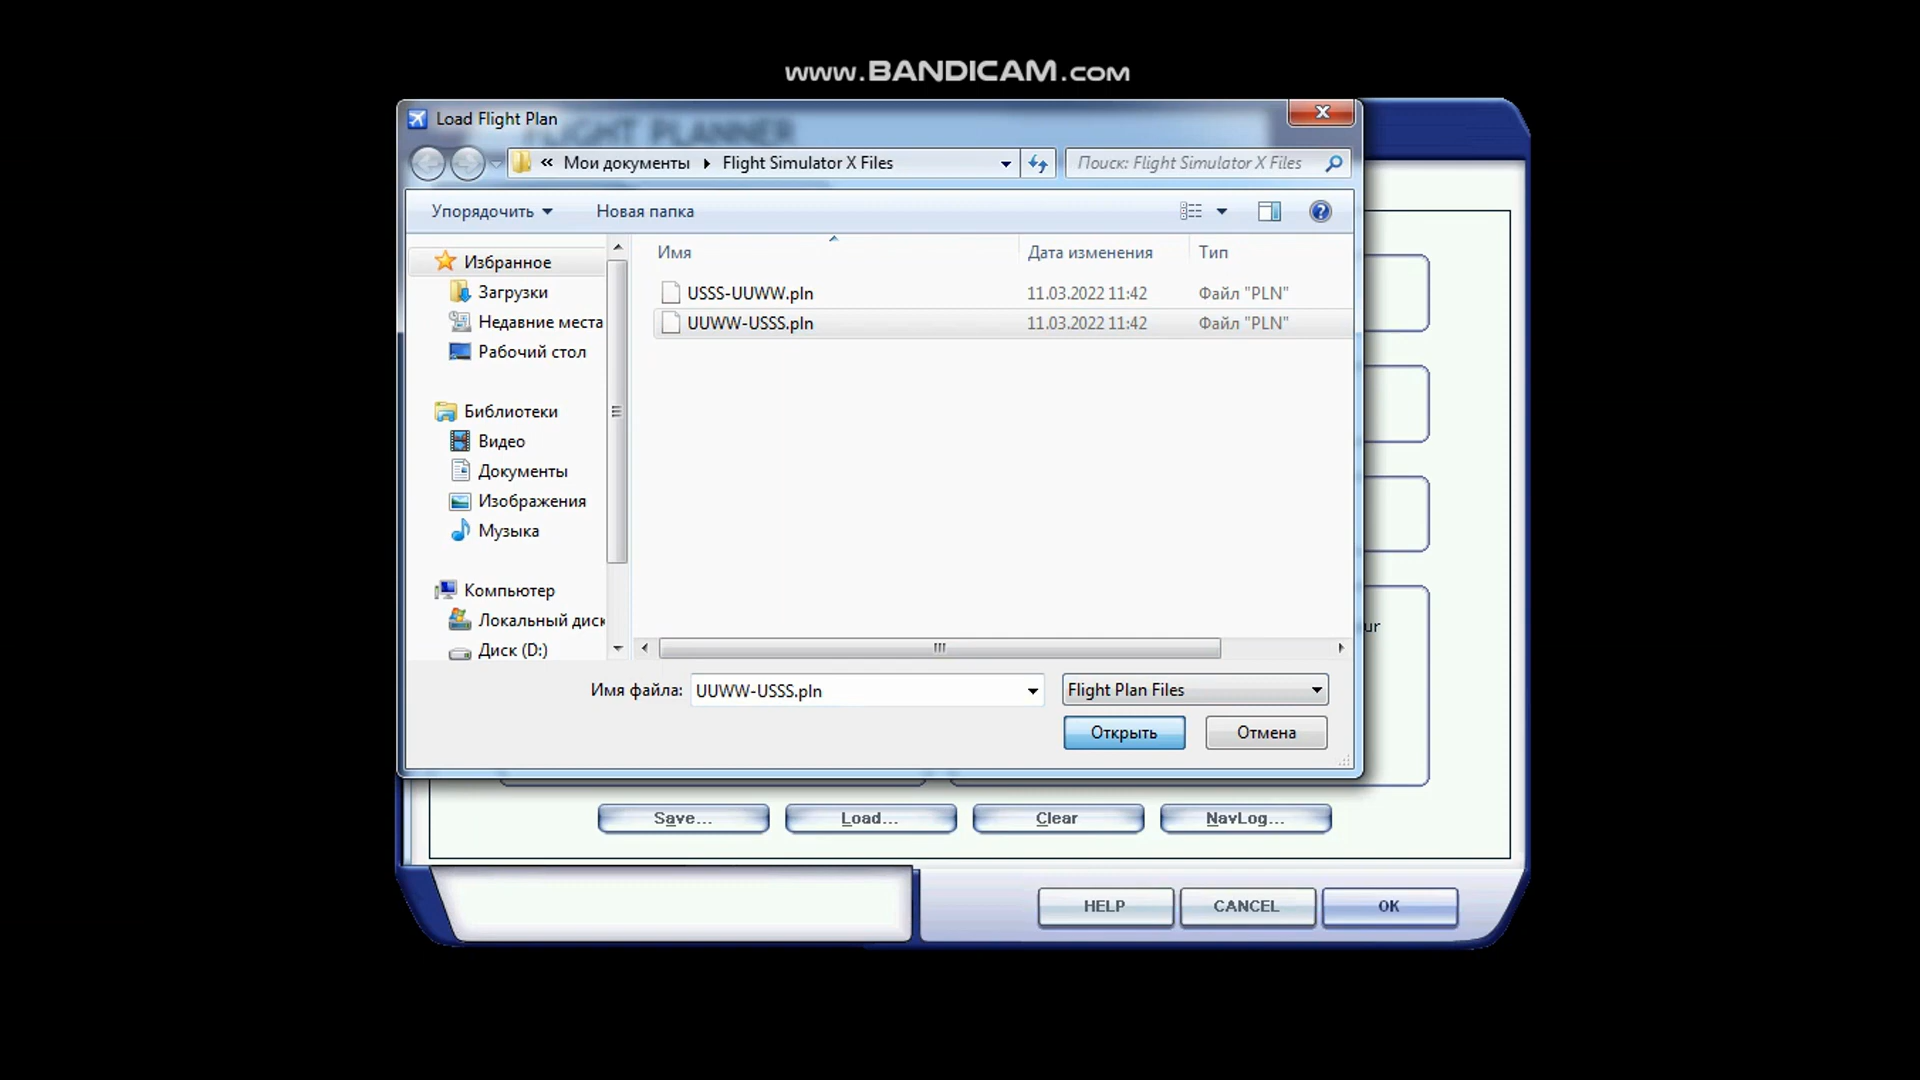 www.BANDICAM.com
Load Flight Plan
FLIGHT PLANNER
« Мои документы Flight Simulator X Files
Поиск: Flight Simulator X Files
Упорядочить
Новая папка
Имя
Дата изменения
Тип
USSS-UUWW.pln 11.03.2022 11:42 Файл "PLN"
UUWW-USSS.pln 11.03.2022 11:42 Файл "PLN"
Избранное
Загрузки
Недавние места
Рабочий стол
Библиотеки
Видео
Документы
Изображения
Музыка
Компьютер
Локальный диск
Диск (D:)
Имя файла: UUWW-USSS.pln
Flight Plan Files
Открыть
Отмена
ur
Save...
Load...
Clear
NavLog...
HELP
CANCEL
OK